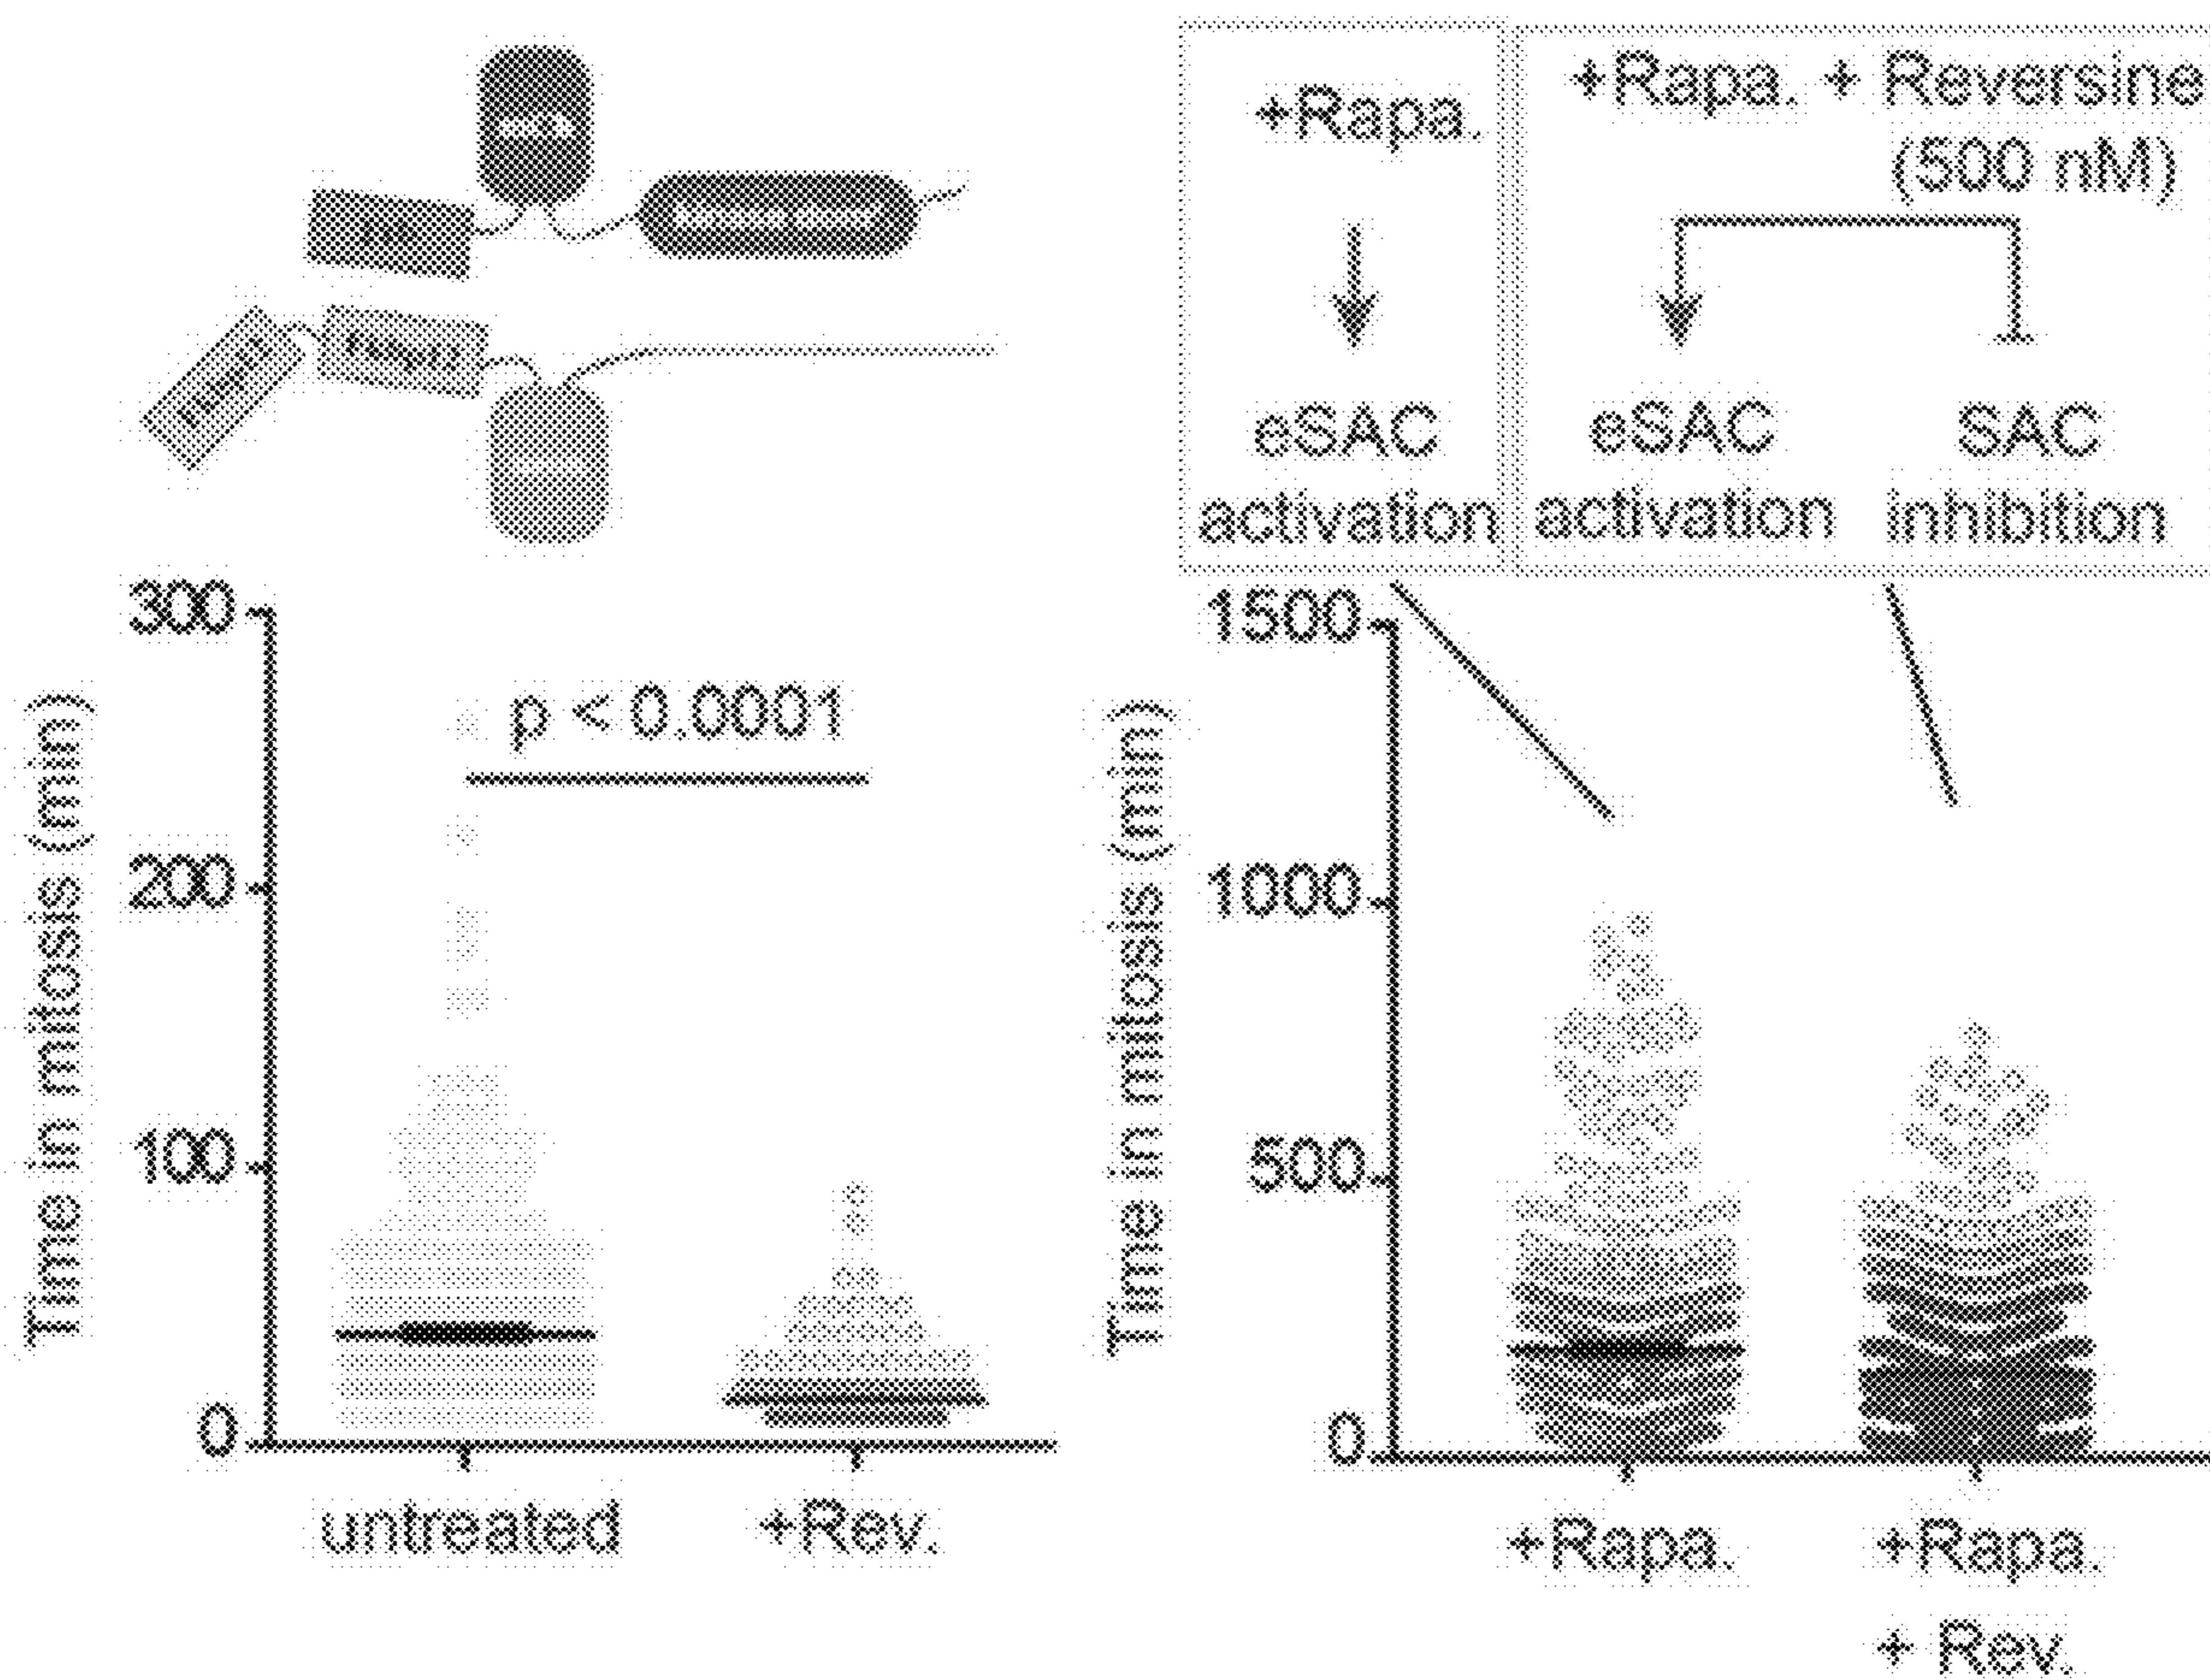 +Rapa.
eSAC
activation
+Rapa. + Reversine
(500 nM)
eSAC
activation
SAC
inhibition
Time in mitosis (min)
300
200
100
0
p < 0.0001
untreated
+Rev.
Time in mitosis (min)
1500
1000
500
0
+Rapa.
+Rapa.
+ Rev.